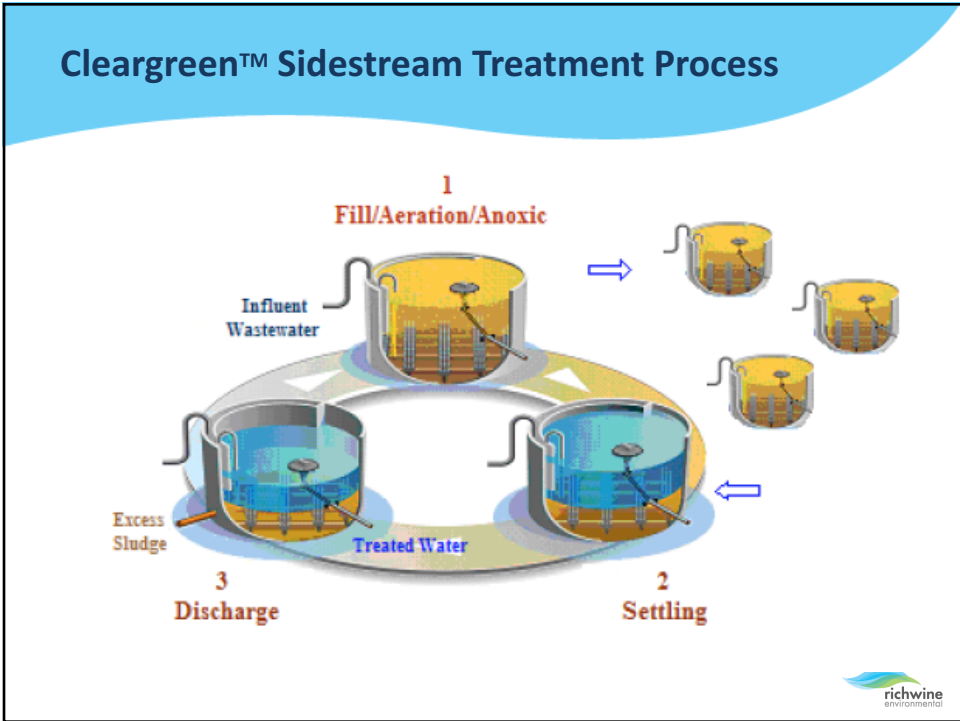 Cleargreen™ Sidestream Treatment Process
1
Fill/Aeration/Anoxic
Influent
Wastewater
Excess
Sludge
Treated Water
3
Discharge
2
Settling
richwine
environmental